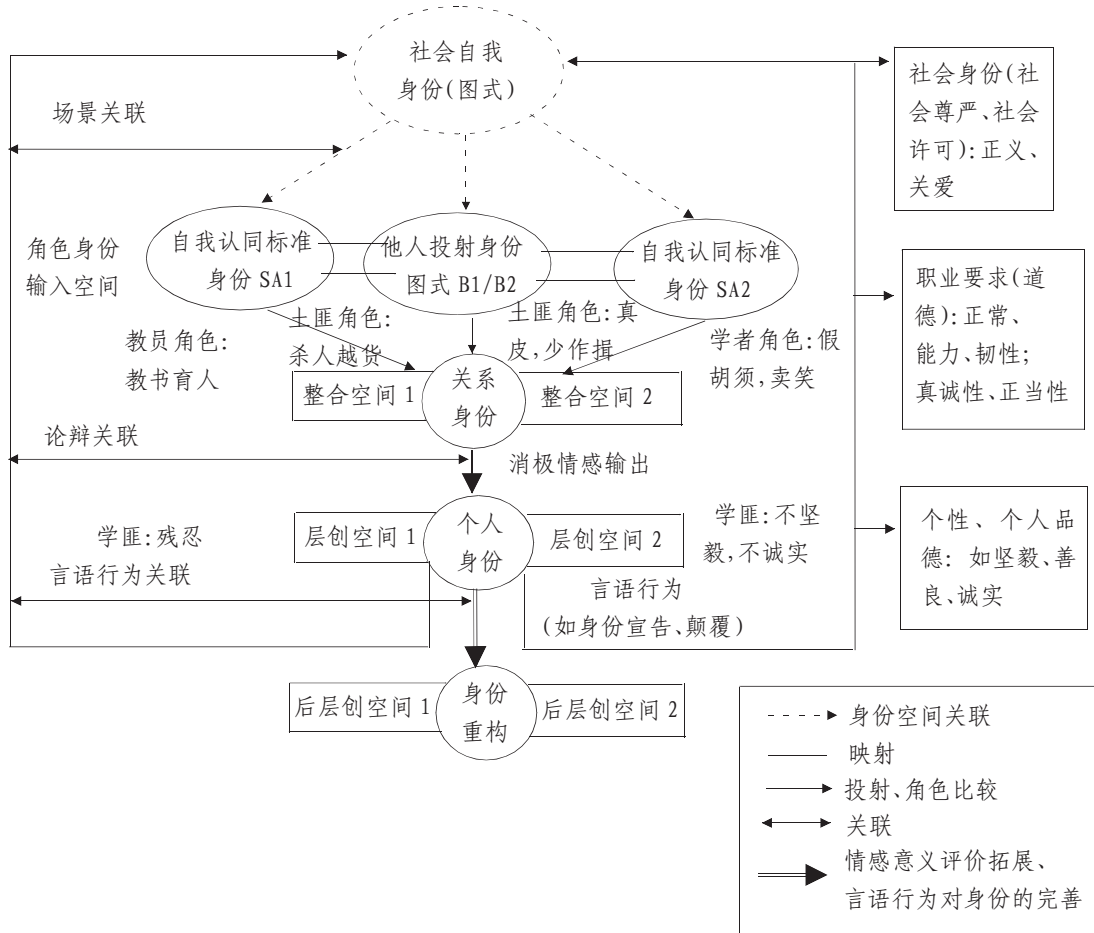 社会自我
身份(图式)
社会身份(社
会尊严、社会
许可):正义、
关爱
场景关联
角色身份
输入空间
自我认同标准
身份 SA1
他人投射身份
图式 B1/B2
自我认同标准
身份 SA2
职业要求(道
德):正常、
能力、韧性;
真诚性、正当性
教员角色:
教书育人
土匪角色:
杀人越货
土匪角色:真
皮,少作揖
学者角色:假
胡须,卖笑
整合空间 1
关系
身份
整合空间 2
论辩关联
消极情感输出
学匪:残忍
言语行为关联
层创空间 1
个人
身份
层创空间 2
学匪:不坚
毅,不诚实
个性、个人品
德: 如坚毅、善
良、诚实
言语行为
(如身份宣告、颠覆)
后层创空间 1
身份
重构
后层创空间 2
身份空间关联
映射
投射、角色比较
关联
情感意义评价拓展、
言语行为对身份的完善